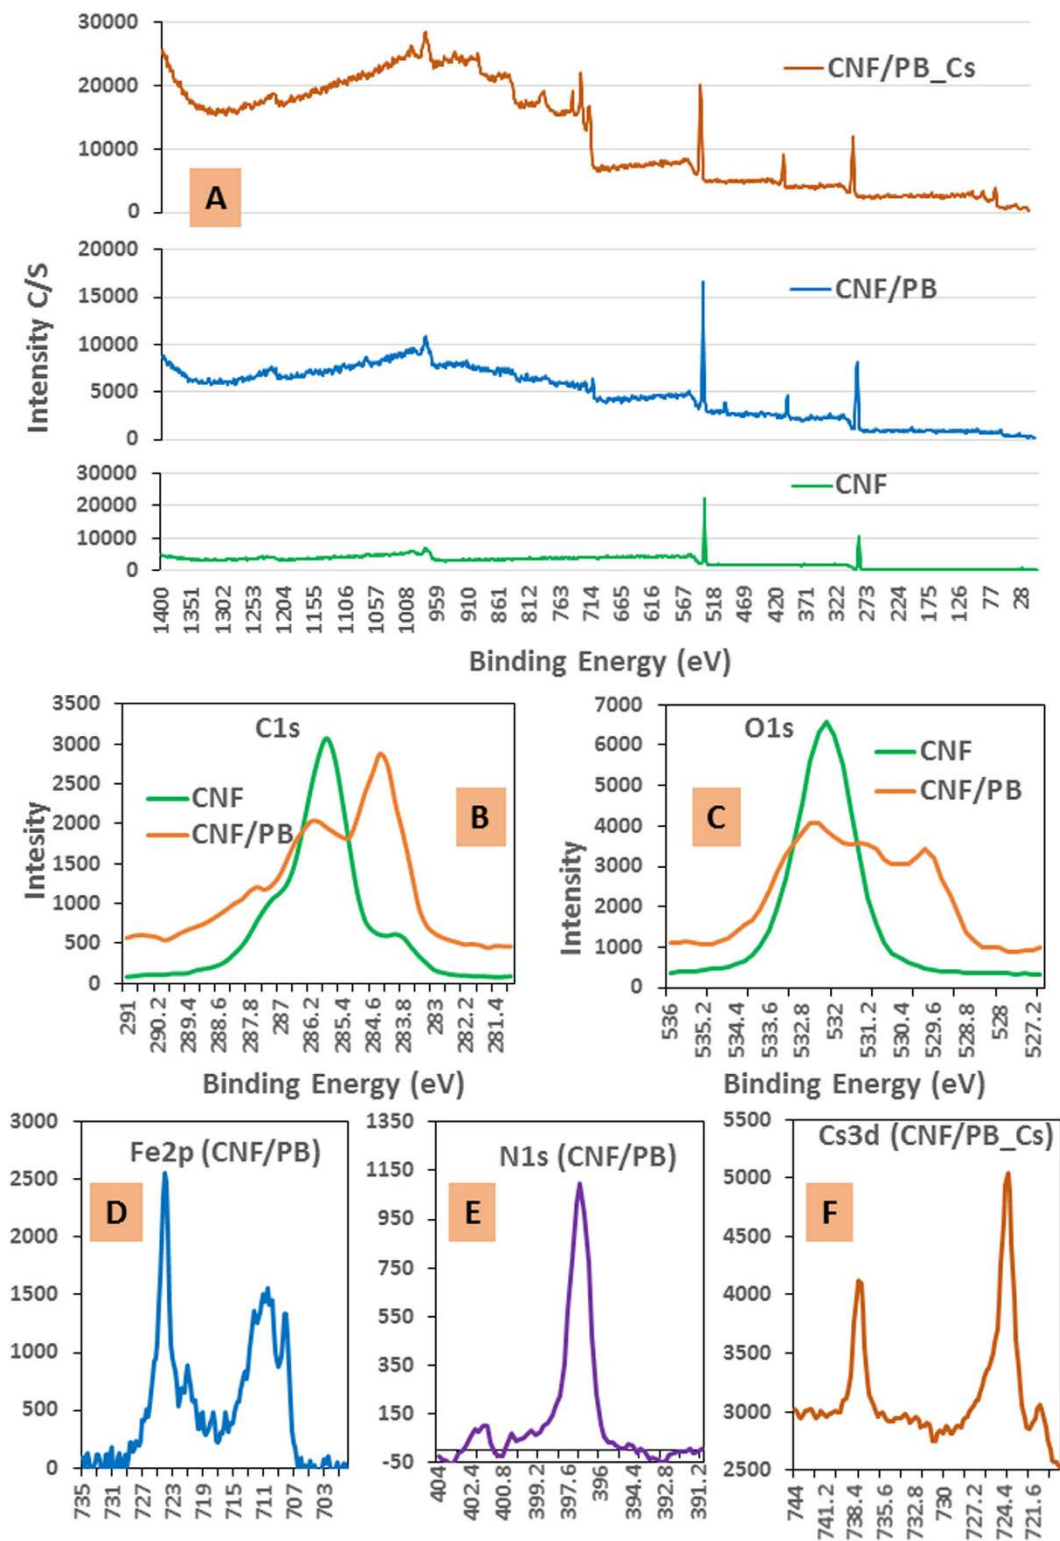 30000
25000
20000
15000
10000
5000
0
CNF/PB_Cs
A
20000
15000
10000
5000
0
CNF/PB
Intensity C/S
30000
20000
10000
0
CNF
1400 1351 1302 1253 1204 1155 1106 1057 1008 959 910 861 812 763 714 665 616 567 518 469 420 371 322 273 224 175 126 77 28
Binding Energy (eV)
3500
3000
2500
2000
1500
1000
500
0
Intesity
C1s
CNF
CNF/PB
B
291 290.2 289.4 288.6 287.8 287 286.2 285.4 284.6 283.8 283 282.2 281.4
Binding Energy (eV)
7000
6000
5000
4000
3000
2000
1000
0
Intensity
O1s
CNF
CNF/PB
C
536 535.2 534.4 533.6 532.8 532 531.2 530.4 529.6 528.8 528 527.2
Binding Energy (eV)
3000
2500
2000
1500
1000
500
0
Fe2p (CNF/PB)
D
735 731 727 723 719 715 711 707 703
1350
1150
950
750
550
350
150
-50
N1s (CNF/PB)
E
404 402.4 400.8 399.2 397.6 396 394.4 392.8 391.2
5500
5000
4500
4000
3500
3000
2500
Cs3d (CNF/PB_Cs)
F
744 741.2 738.4 735.6 732.8 730 727.2 724.4 721.6